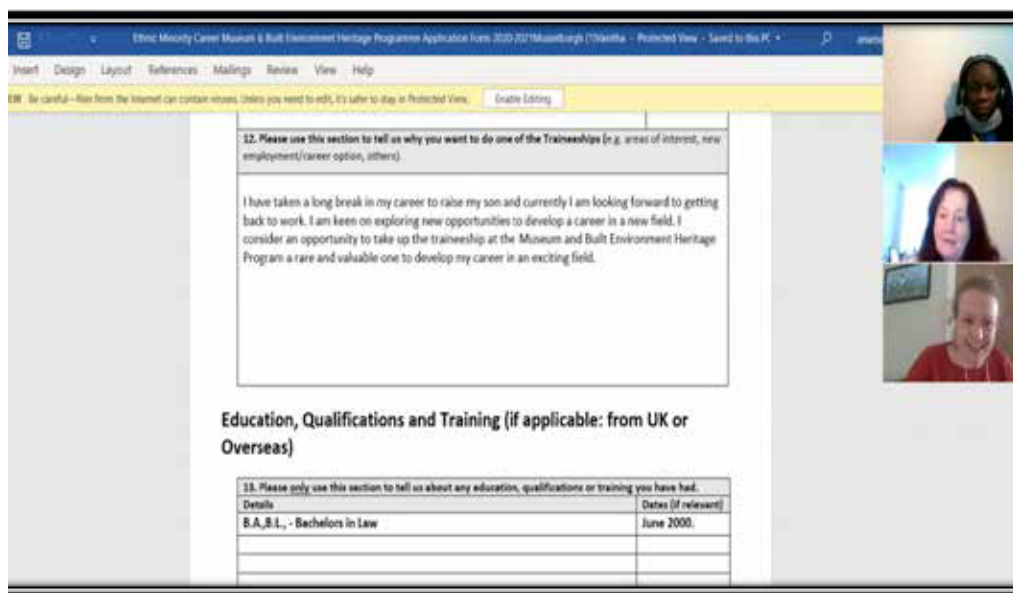 Ethnic Minority Career Museum & Built Environment Heritage Programme Application Form 2020-2021Musselburgh - Protected View - Saved to this PC
Insert Design Layout References Mailings Review View Help
Be careful—files from the Internet can contain viruses. Unless you need to edit, it's safer to stay in Protected View. Enable Editing
12. Please use this section to tell us why you want to do one of the Traineeships (e.g. areas of interest, new
employment/career option, others).
I have taken a long break in my career to raise my son and currently I am looking forward to getting
back to work. I am keen on exploring new opportunities to develop a career in a new field. I
consider an opportunity to take up the traineeship at the Museum and Built Environment Heritage
Program a rare and valuable one to develop my career in an exciting field.
Education, Qualifications and Training (if applicable: from UK or
Overseas)
13. Please only use this section to tell us about any education, qualifications or training you have had.
Details Dates (if relevant)
B.A,B.L, - Bachelors in Law June 2000.